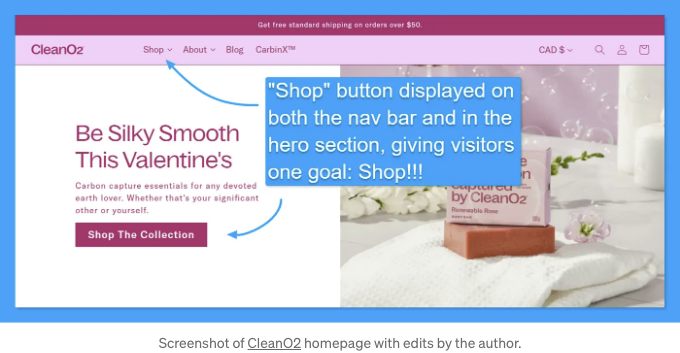 Get free standard shipping on orders over $50.
CleanO2
Shop About Blog CarbinX™ CAD $
"Shop" button displayed on
both the nav bar and in the
hero section, giving visitors
one goal: Shop!!!
Be Silky Smooth
This Valentine's
Carbon capture essentials for any devoted
earth lover. Whether that's your significant
other or yourself.
Shop The Collection
captured
by CleanO2
Renewable Rose
Screenshot of CleanO2 homepage with edits by the author.